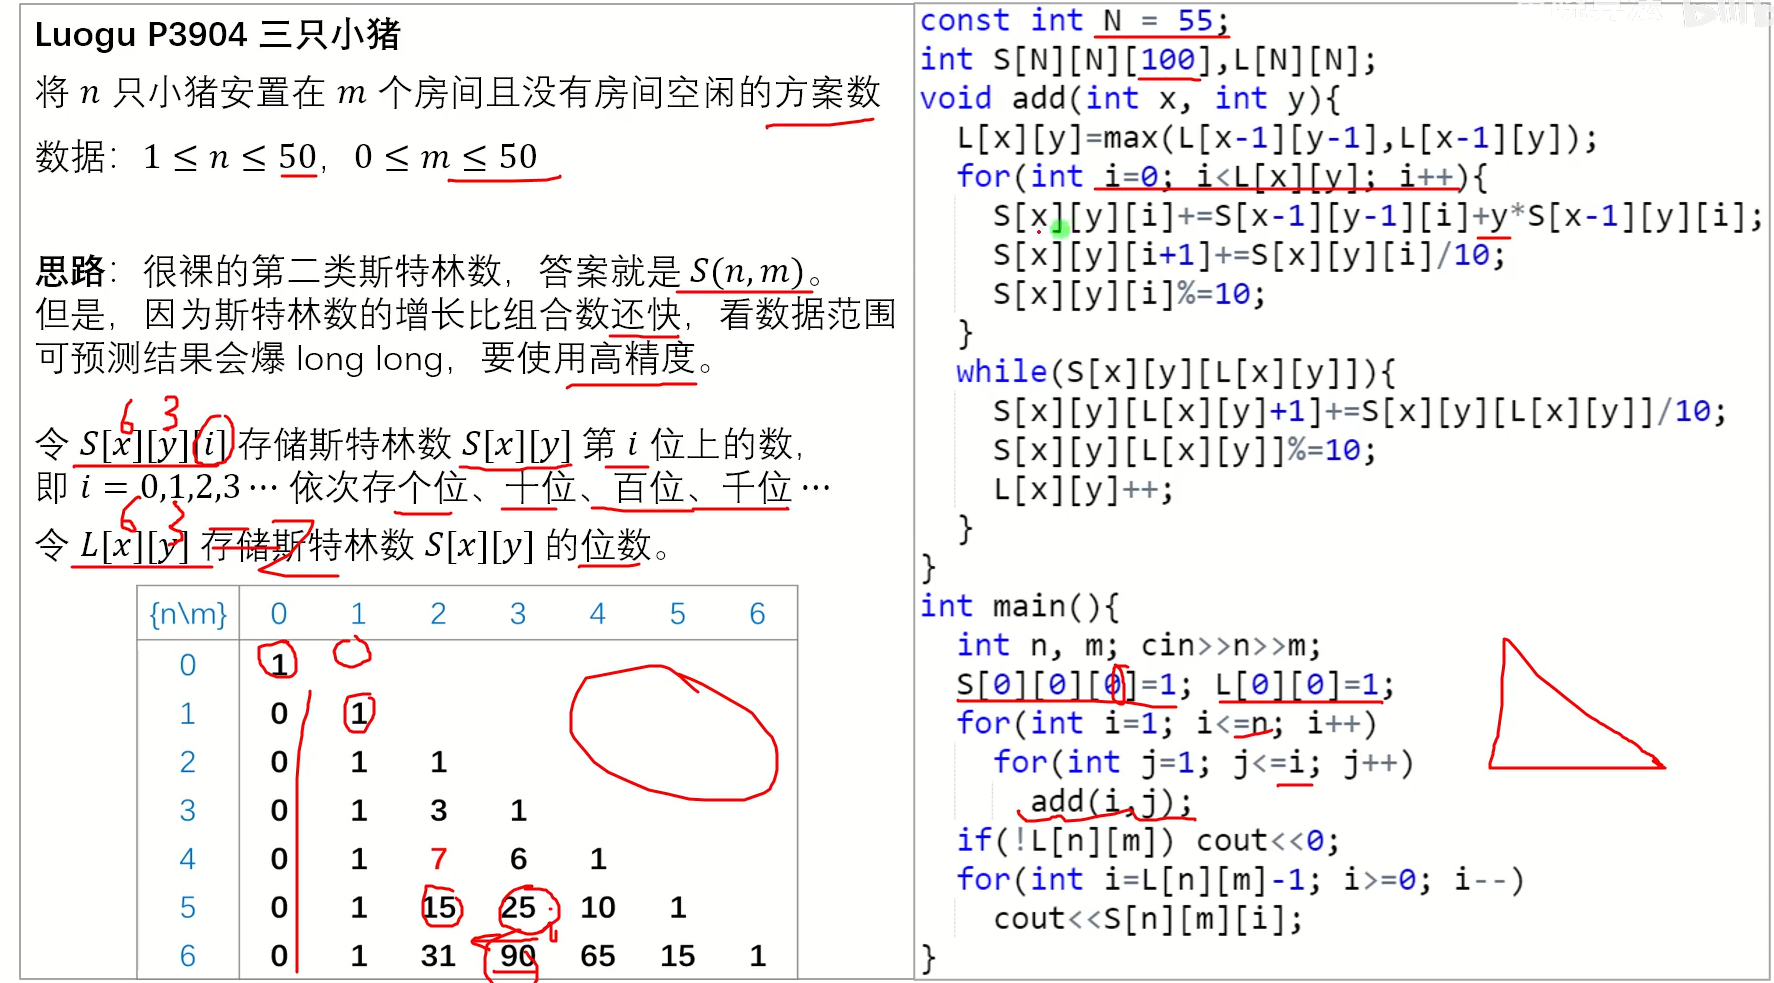 Luogu P3904 三只小猪
将 n 只小猪安置在 m 个房间且没有房间空闲的方案数
数据：1 ≤ n ≤ 50，0 ≤ m ≤ 50
思路：很裸的第二类斯特林数，答案就是 S(n, m)。
但是，因为斯特林数的增长比组合数还快，看数据范围
可预测结果会爆 long long，要使用高精度。
6 3
令 S[x][y][i] 存储斯特林数 S[x][y] 第 i 位上的数，
即 i = 0,1,2,3 ⋯ 依次存个位、十位、百位、千位 ⋯
6 3
令 L[x][y] 存储斯特林数 S[x][y] 的位数。
{n\m} 0 1 2 3 4 5 6
0 1
1 0 1
2 0 1 1
3 0 1 3 1
4 0 1 7 6 1
5 0 1 15 25 10 1
6 0 1 31 90 65 15 1
const int N = 55;
int S[N][N][100],L[N][N];
void add(int x, int y){
L[x][y]=max(L[x-1][y-1],L[x-1][y]);
for(int i=0; i<L[x][y]; i++){
S[x][y][i]+=S[x-1][y-1][i]+y*S[x-1][y][i];
S[x][y][i+1]+=S[x][y][i]/10;
S[x][y][i]%=10;
}
while(S[x][y][L[x][y]]){
S[x][y][L[x][y]+1]+=S[x][y][L[x][y]]/10;
S[x][y][L[x][y]]%=10;
L[x][y]++;
}
}
int main(){
int n, m; cin>>n>>m;
S[0][0][0]=1; L[0][0]=1;
for(int i=1; i<=n; i++)
for(int j=1; j<=i; j++)
add(i,j);
if(!L[n][m]) cout<<0;
for(int i=L[n][m]-1; i>=0; i--)
cout<<S[n][m][i];
}